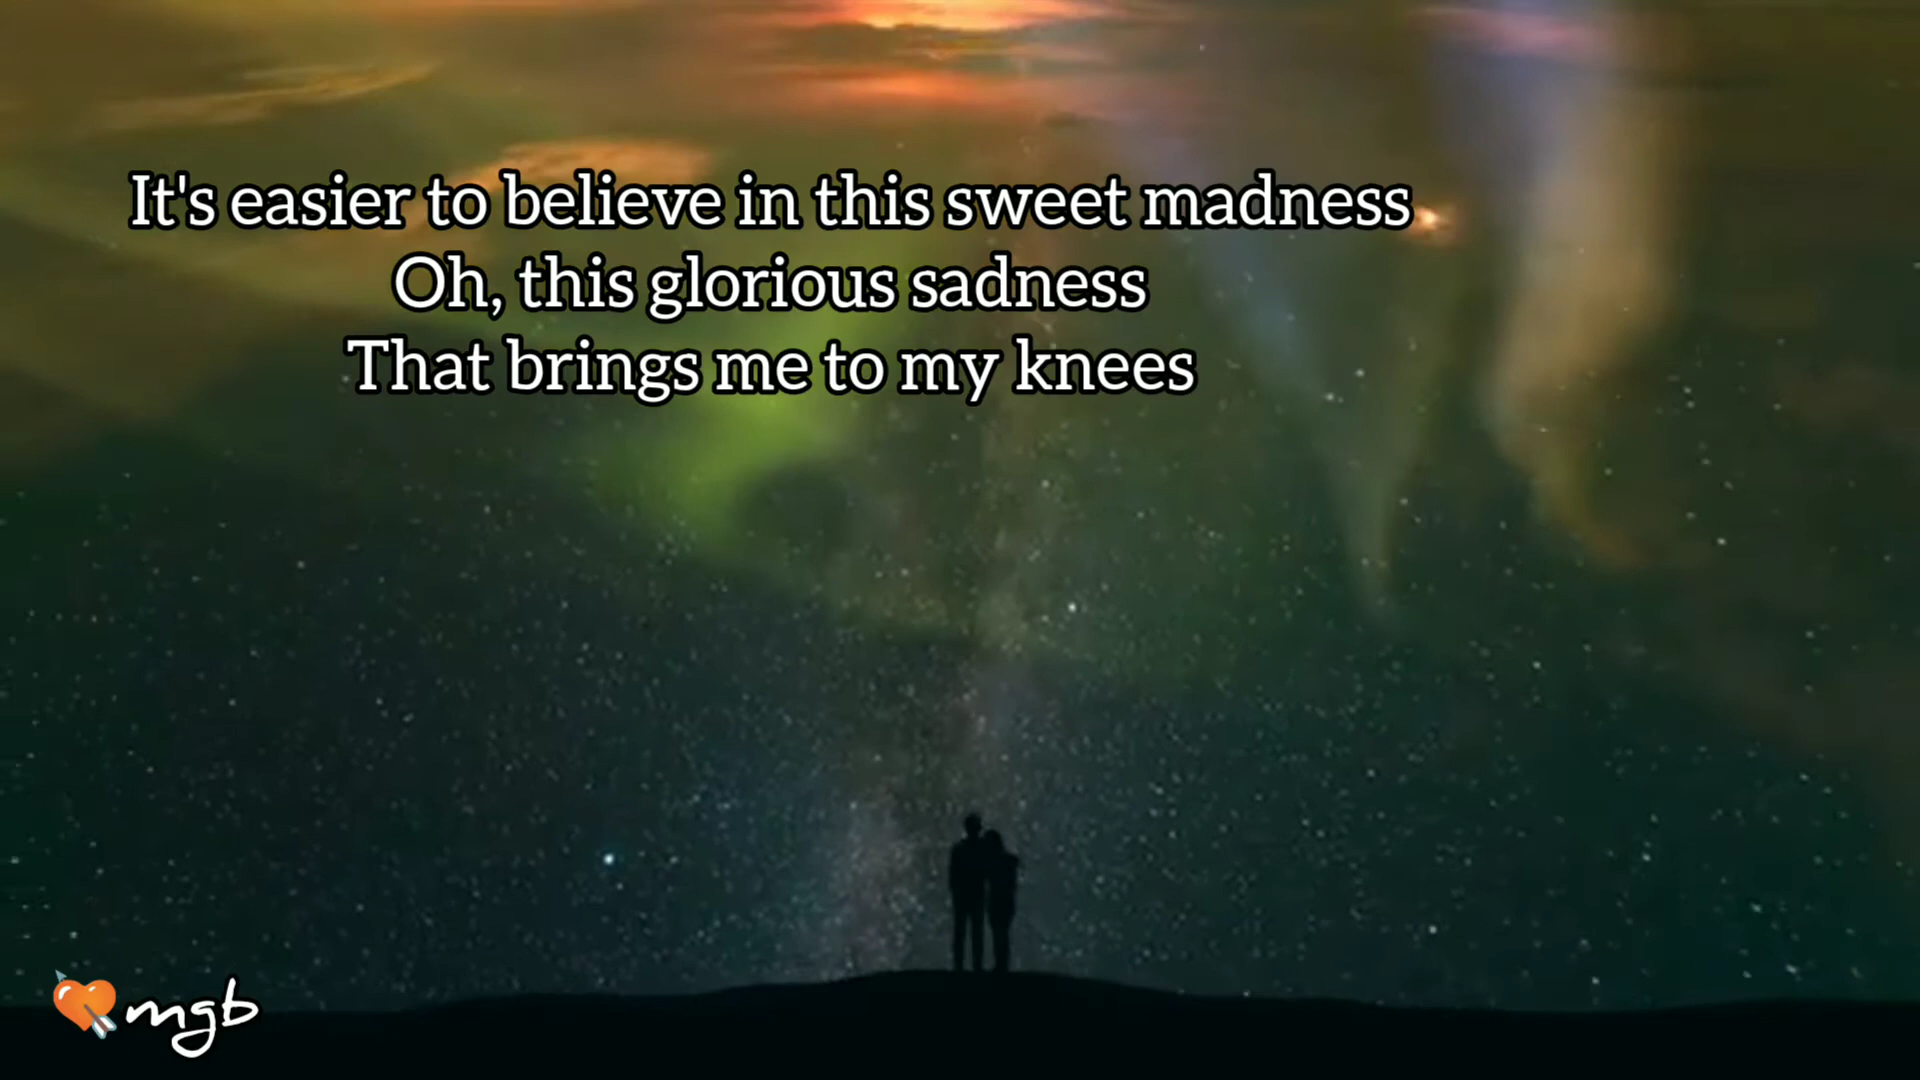 It's easier to believe in this sweet madness
Oh, this glorious sadness
That brings me to my knees
mgb